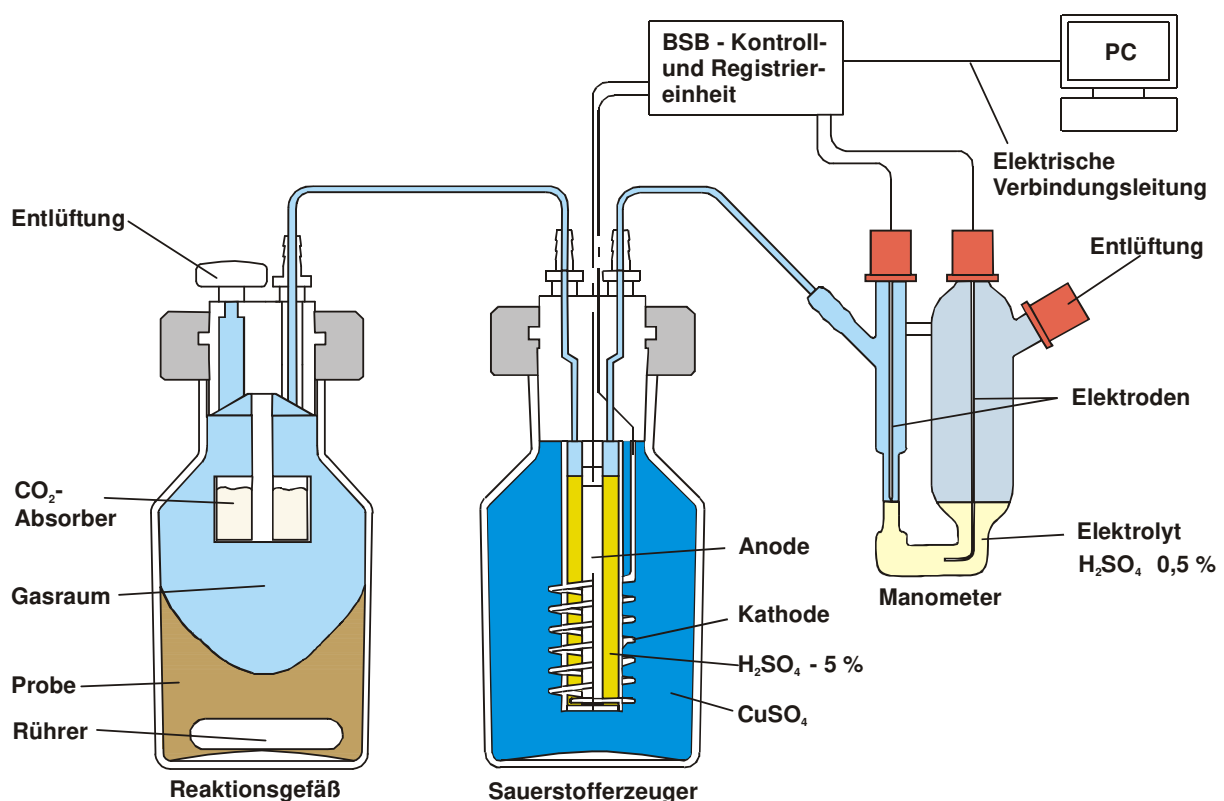 BSB - Kontroll-
und Registrier-
einheit
PC
Elektrische
Verbindungsleitung
Entlüftung
Entlüftung
Elektroden
CO₂-
Absorber
Anode
Elektrolyt
H₂SO₄ 0,5 %
Gasraum
Manometer
Kathode
H₂SO₄ - 5 %
Probe
CuSO₄
Rührer
Reaktionsgefäß
Sauerstofferzeuger